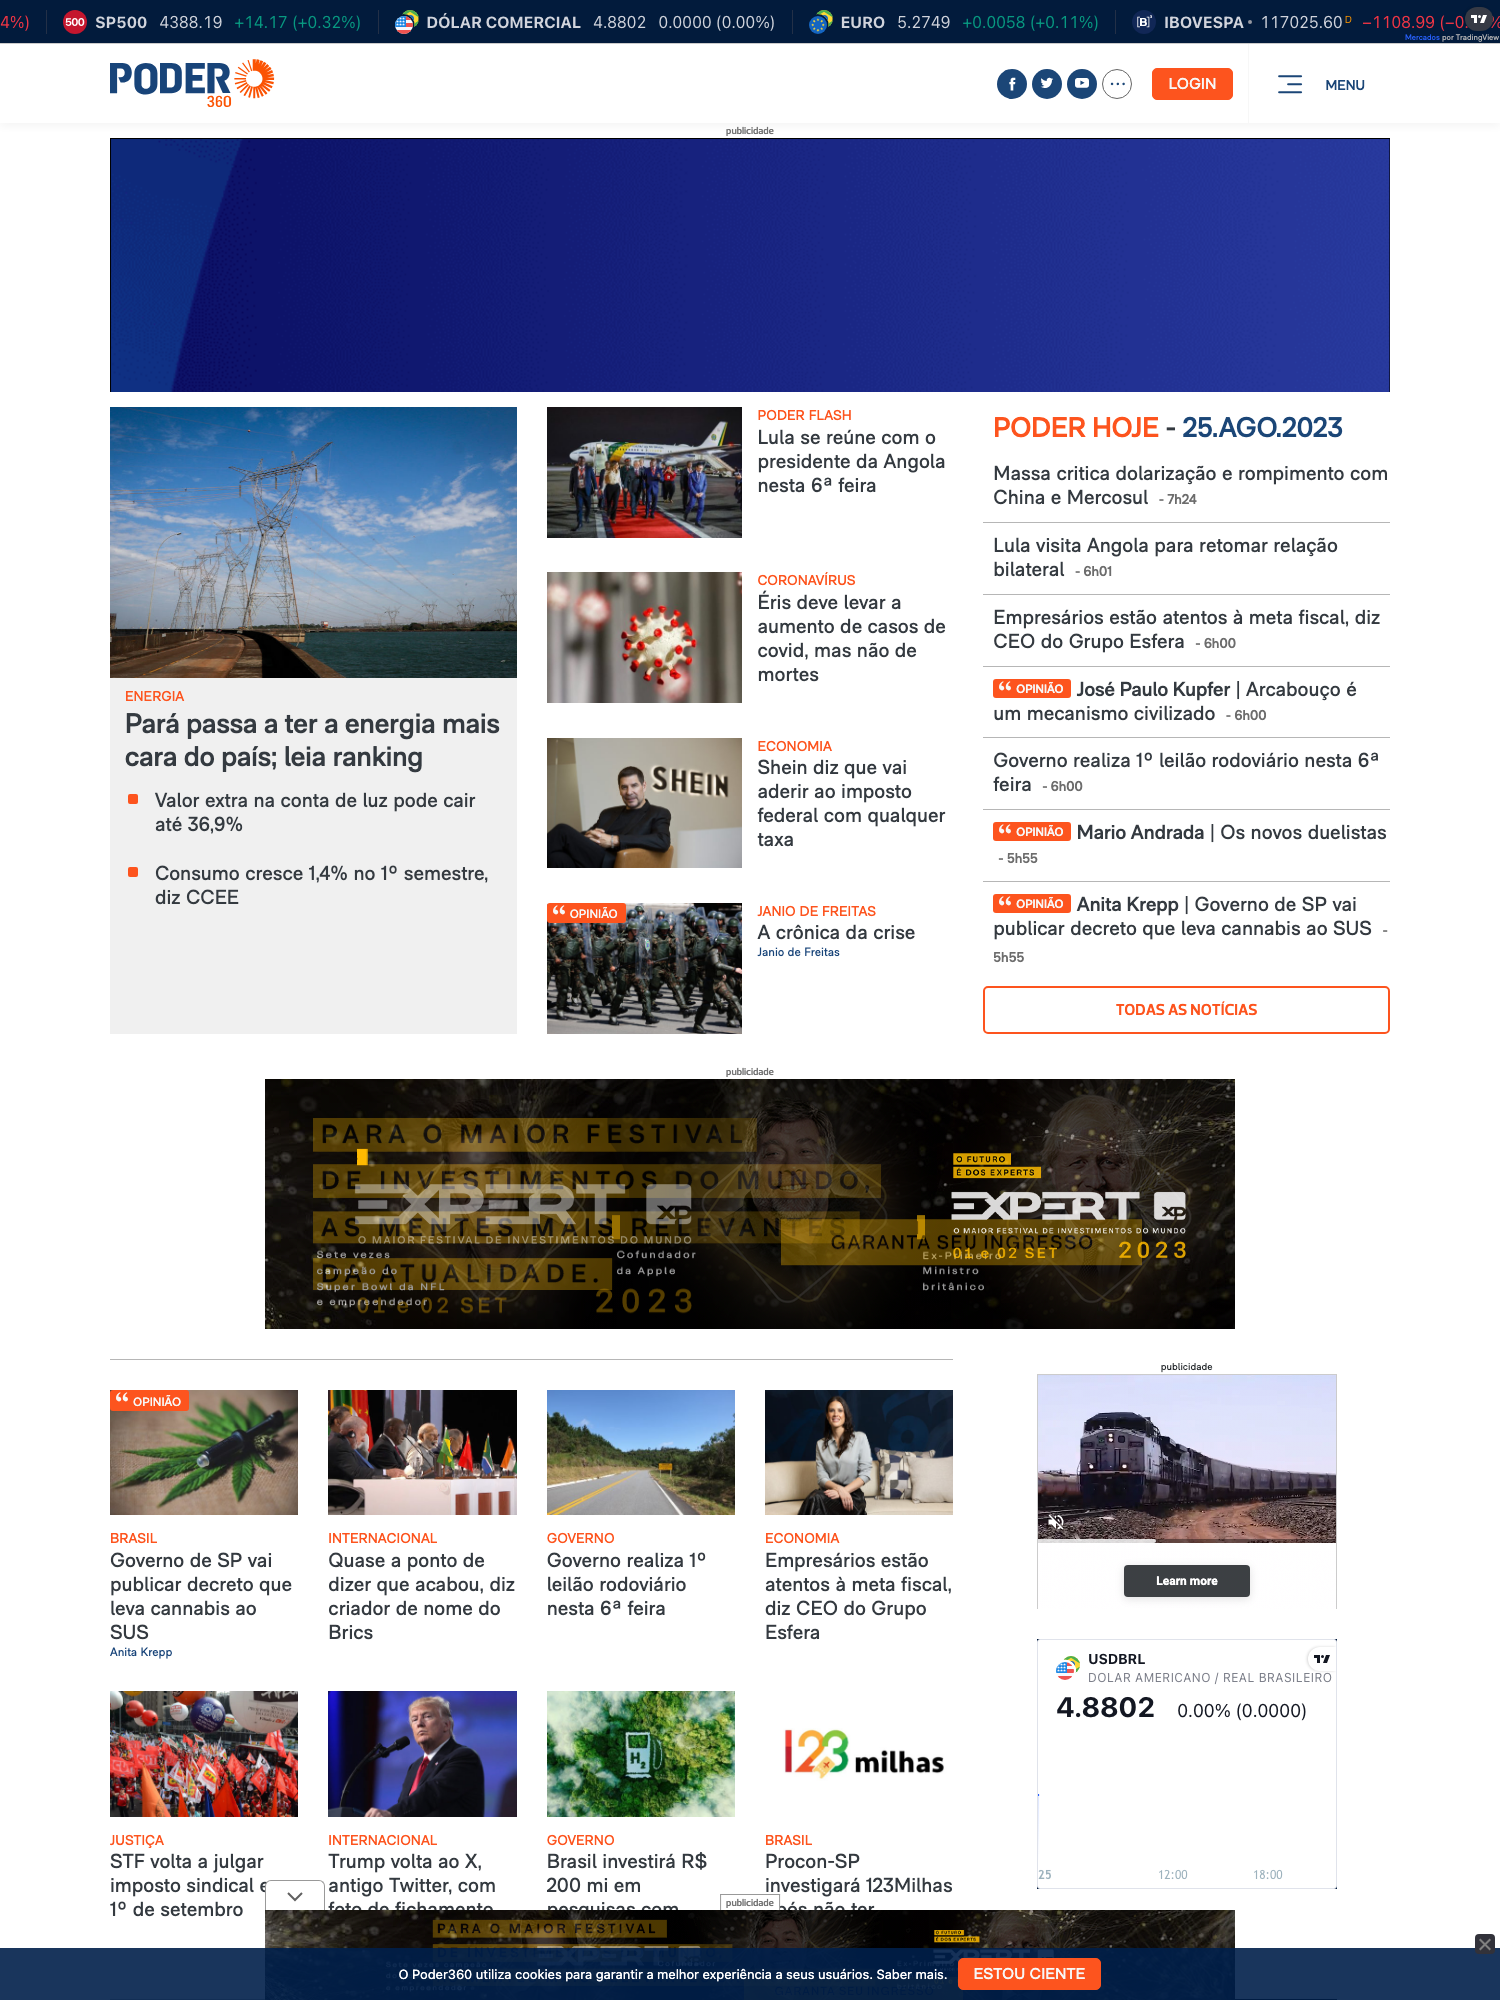 4%)
500 SP500 4388.19 +14.17 (+0.32%)
DÓLAR COMERCIAL 4.8802 0.0000 (0.00%)
EURO 5.2749 +0.0058 (+0.11%)
IBOVESPA 117025.60 D −1108.99
Mercados por TradingView
PODER
360
LOGIN
MENU
publicidade
ENERGIA
Pará passa a ter a energia mais
cara do país; leia ranking
Valor extra na conta de luz pode cair
até 36,9%
Consumo cresce 1,4% no 1º semestre,
diz CCEE
PODER FLASH
Lula se reúne com o
presidente da Angola
nesta 6ª feira
CORONAVÍRUS
Éris deve levar a
aumento de casos de
covid, mas não de
mortes
SHEIN
ECONOMIA
Shein diz que vai
aderir ao imposto
federal com qualquer
taxa
OPINIÃO
JANIO DE FREITAS
A crônica da crise
Janio de Freitas
PODER HOJE - 25.AGO.2023
Massa critica dolarização e rompimento com
China e Mercosul - 7h24
Lula visita Angola para retomar relação
bilateral - 6h01
Empresários estão atentos à meta fiscal, diz
CEO do Grupo Esfera - 6h00
OPINIÃO José Paulo Kupfer | Arcabouço é
um mecanismo civilizado - 6h00
Governo realiza 1º leilão rodoviário nesta 6ª
feira - 6h00
OPINIÃO Mario Andrada | Os novos duelistas
- 5h55
OPINIÃO Anita Krepp | Governo de SP vai
publicar decreto que leva cannabis ao SUS -
5h55
TODAS AS NOTÍCIAS
publicidade
PARA O MAIOR FESTIVAL
DE INVESTIMENTOS DO MUNDO,
AS MENTES MAIS RELEVANTES
DA ATUALIDADE.
EXPERT XP
O MAIOR FESTIVAL DE INVESTIMENTOS DO MUNDO
Sete vezes
campeão do
Super Bowl da NFL
e empreendedor
01 e 02 SET 2023
Cofundador
da Apple
GARANTA SEU INGRESSO
O FUTURO
É DOS EXPERTS
EXPERT XP
O MAIOR FESTIVAL DE INVESTIMENTOS DO MUNDO
01 e 02 SET 2023
Ex-Primeiro
Ministro
britânico
OPINIÃO
BRASIL
Governo de SP vai
publicar decreto que
leva cannabis ao
SUS
Anita Krepp
INTERNACIONAL
Quase a ponto de
dizer que acabou, diz
criador de nome do
Brics
GOVERNO
Governo realiza 1º
leilão rodoviário
nesta 6ª feira
ECONOMIA
Empresários estão
atentos à meta fiscal,
diz CEO do Grupo
Esfera
publicidade
Learn more
USDBRL
DOLAR AMERICANO / REAL BRASILEIRO
4.8802 0.00% (0.0000)
25 12:00 18:00
JUSTIÇA
STF volta a julgar
imposto sindical e
1º de setembro
INTERNACIONAL
Trump volta ao X,
antigo Twitter, com
foto de fichamento
H2
GOVERNO
Brasil investirá R$
200 mi em
pesquisas com
123milhas
BRASIL
Procon-SP
investigará 123Milhas
após não ter
publicidade
PARA O MAIOR FESTIVAL
O Poder360 utiliza cookies para garantir a melhor experiência a seus usuários. Saber mais.
ESTOU CIENTE